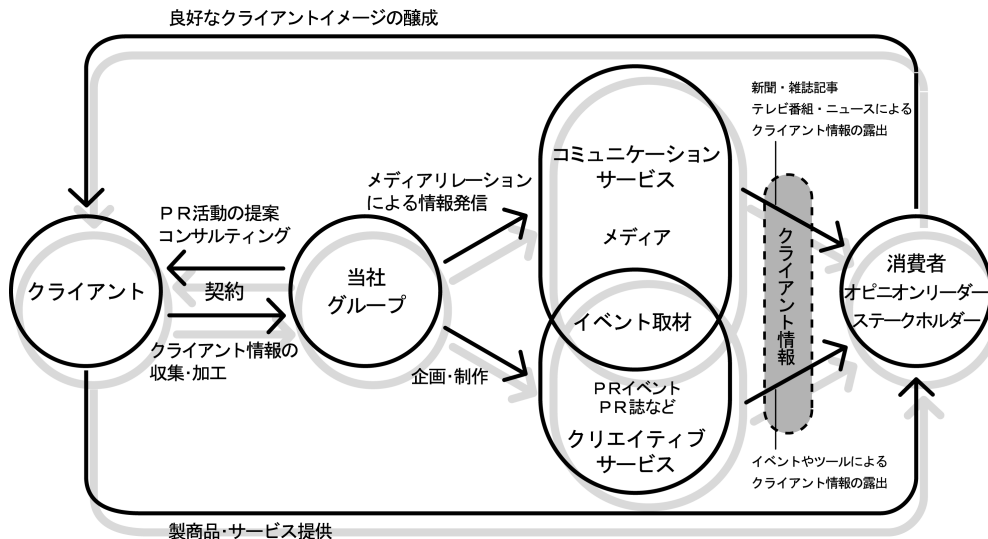 良好なクライアントイメージの醸成
新聞・雑誌記事
テレビ番組・ニュースによる
クライアント情報の露出
コミュニケーション
サービス
メディアリレーション
による情報発信
ＰＲ活動の提案
コンサルティング
メディア
クライアント
契約
当社
グループ
クライアント情報
消費者
オピニオンリーダー
ステークホルダー
イベント取材
クライアント情報の
収集・加工
企画・制作
ＰＲイベント
ＰＲ誌など
クリエイティブ
サービス
イベントやツールによる
クライアント情報の露出
製商品・サービス提供